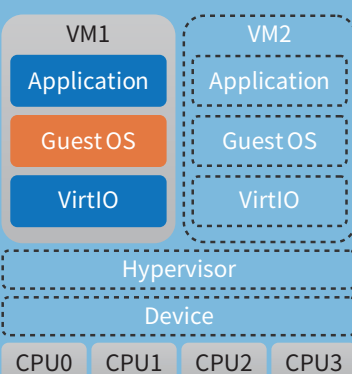 VM1
VM2
Application
Application
Guest OS
Guest OS
VirtIO
VirtIO
Hypervisor
Device
CPU0 CPU1 CPU2 CPU3